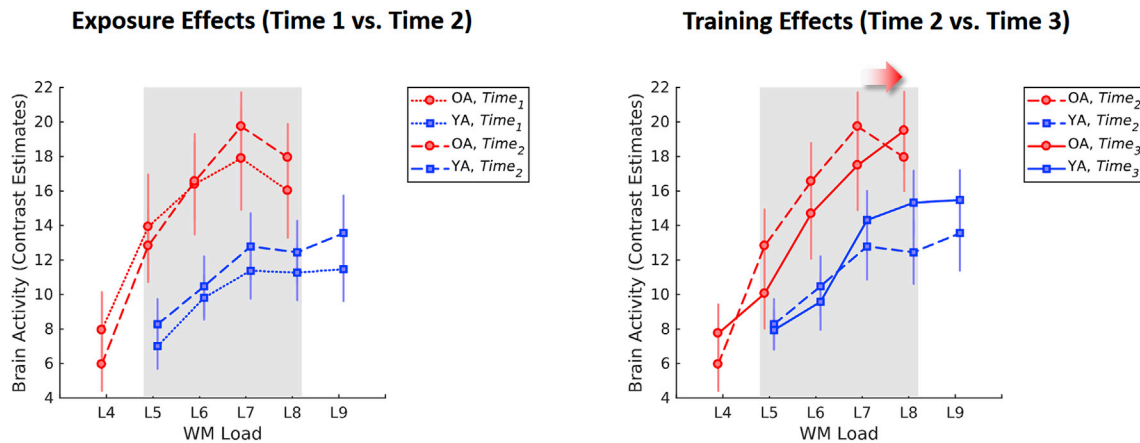 Exposure Effects (Time 1 vs. Time 2)
Brain Activity (Contrast Estimates)
22
20
18
16
14
12
10
8
6
4
L4 L5 L6 L7 L8 L9
WM Load
OA, Time1
YA, Time1
OA, Time2
YA, Time2
Training Effects (Time 2 vs. Time 3)
Brain Activity (Contrast Estimates)
22
20
18
16
14
12
10
8
6
4
L4 L5 L6 L7 L8 L9
WM Load
OA, Time2
YA, Time2
OA, Time3
YA, Time3